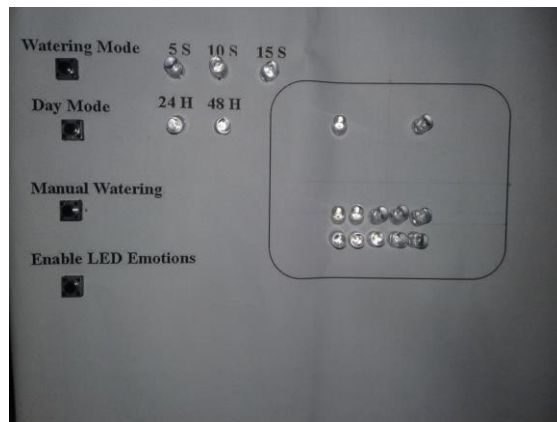 Watering Mode
5 S 10 S 15 S
Day Mode
24 H 48 H
Manual Watering
Enable LED Emotions